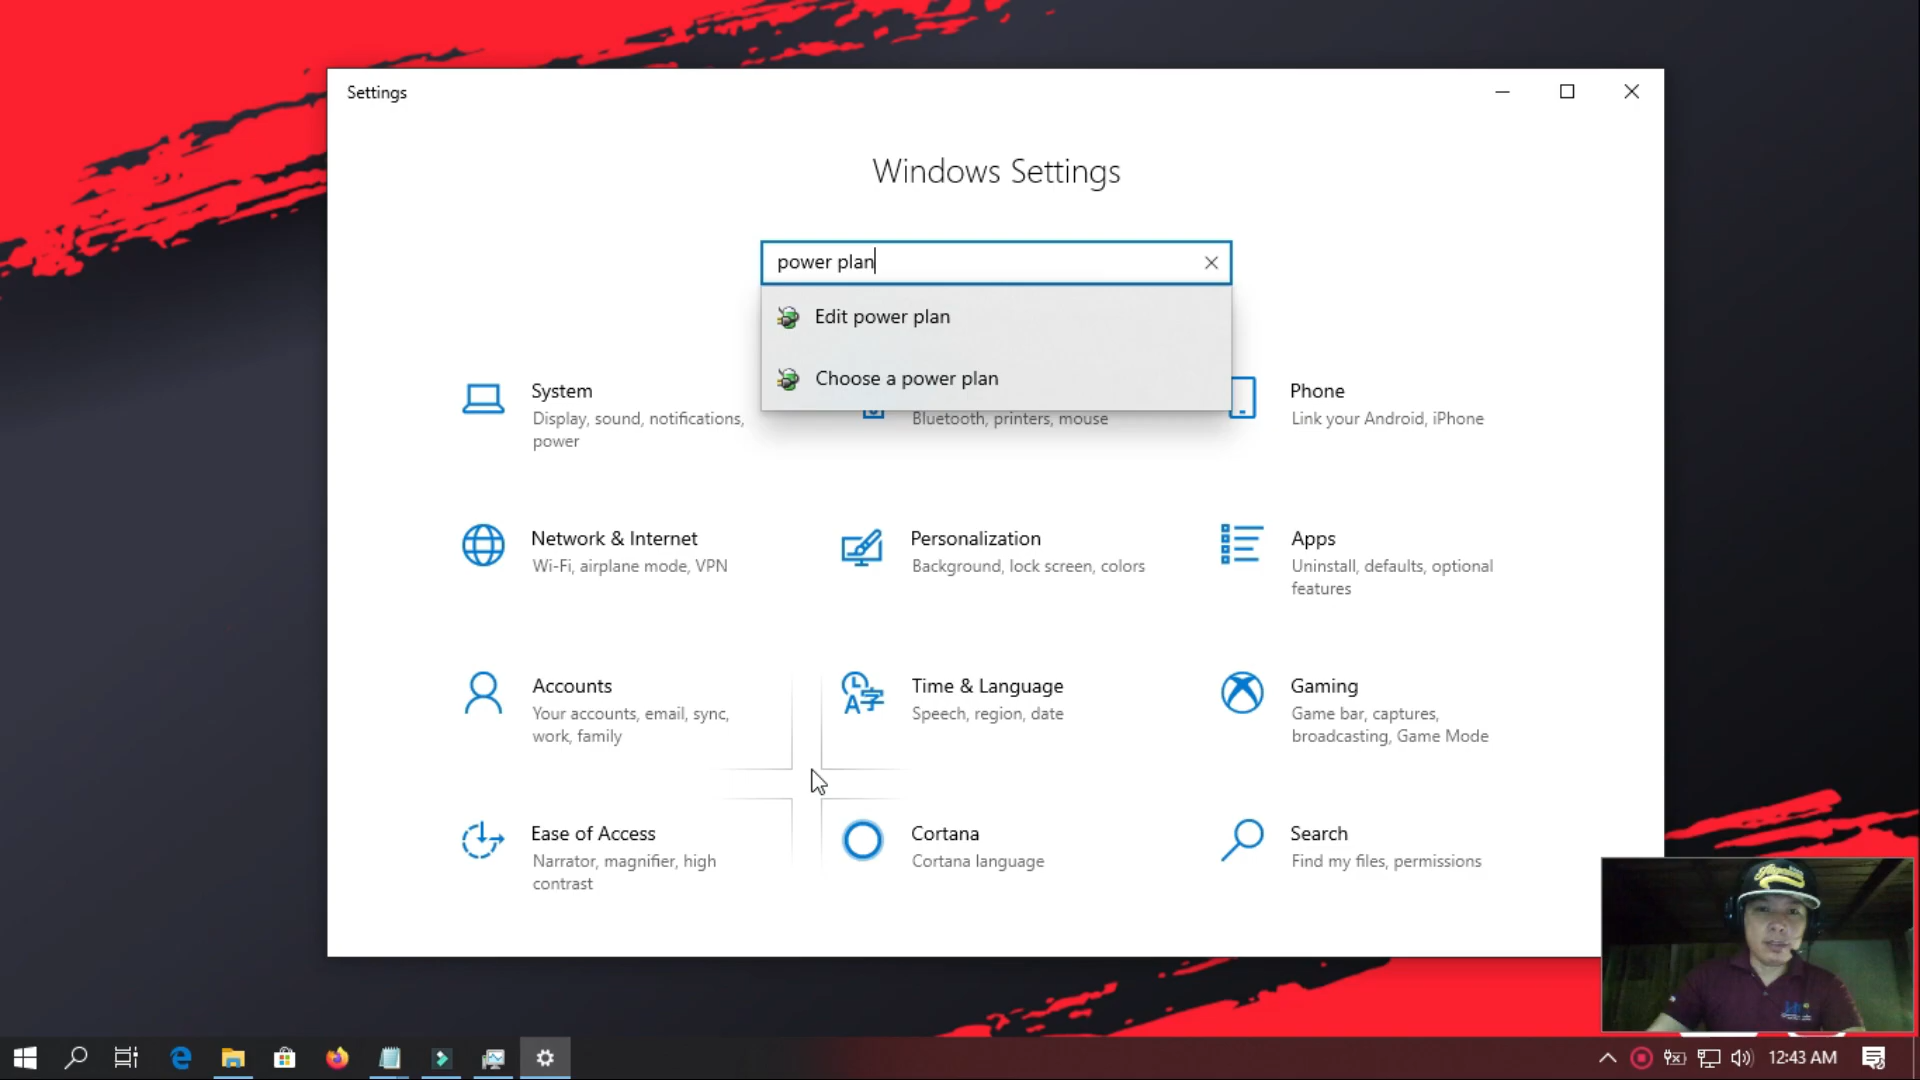 Settings
Windows Settings
power plan
Edit power plan
Choose a power plan
System
Display, sound, notifications,
power
Bluetooth, printers, mouse
Phone
Link your Android, iPhone
Network & Internet
Wi-Fi, airplane mode, VPN
Personalization
Background, lock screen, colors
Apps
Uninstall, defaults, optional
features
Accounts
Your accounts, email, sync,
work, family
Time & Language
Speech, region, date
Gaming
Game bar, captures,
broadcasting, Game Mode
Ease of Access
Narrator, magnifier, high
contrast
Cortana
Cortana language
Search
Find my files, permissions
12:43 AM